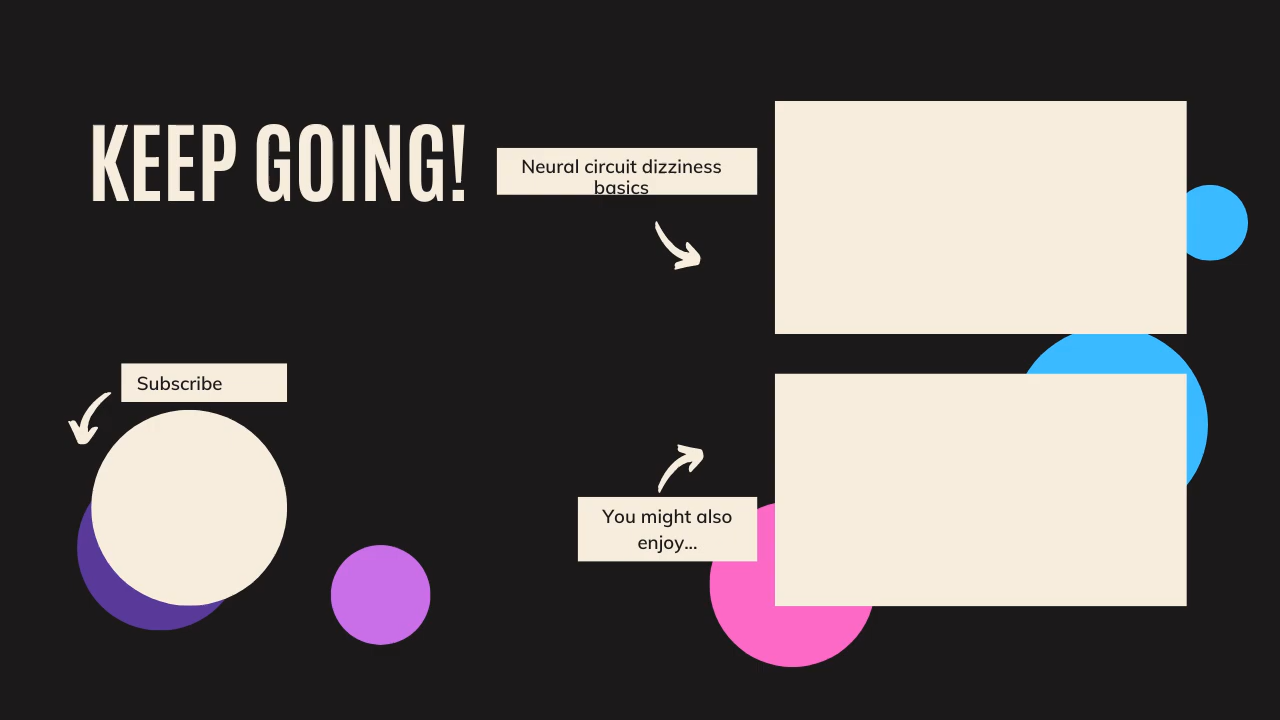 KEEP GOING!
Neural circuit dizziness
basics
Subscribe
You might also
enjoy...